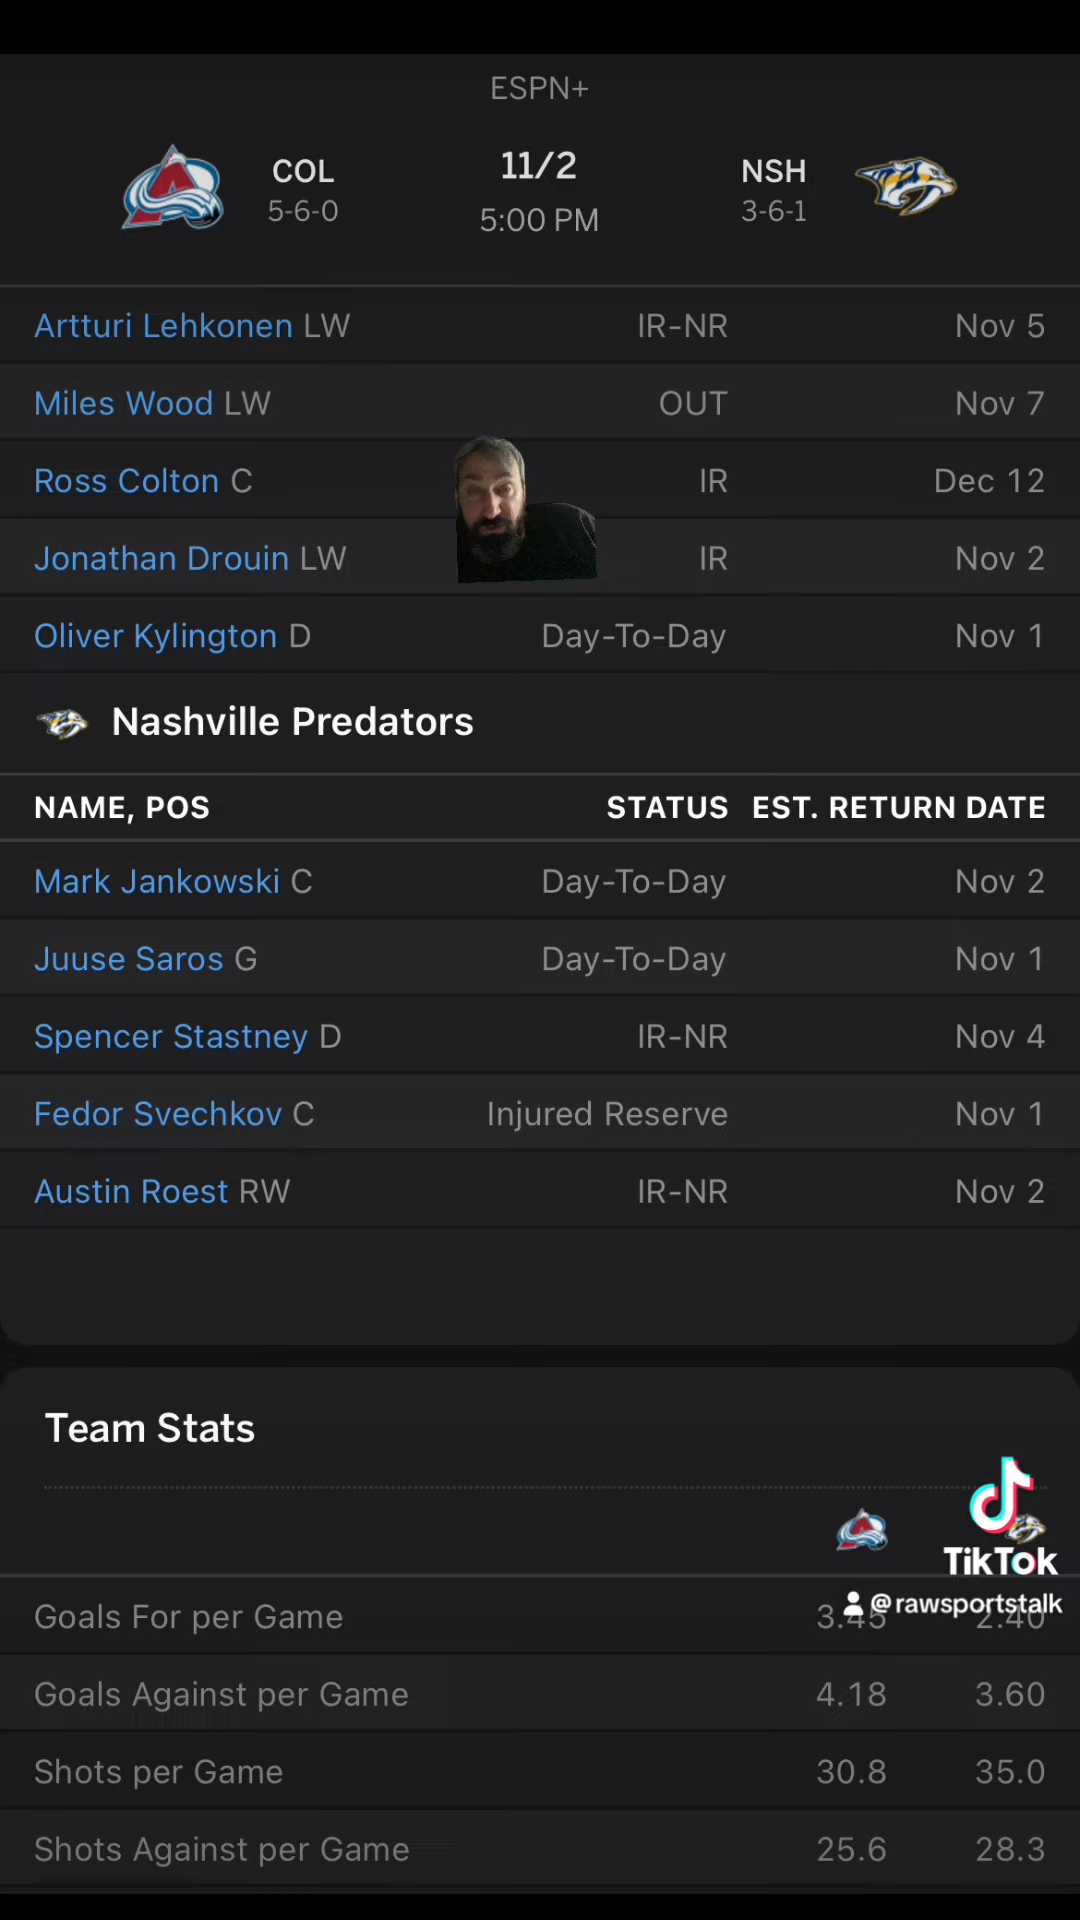 ESPN+
COL 11/2 NSH
5-6-0 5:00 PM 3-6-1
Artturi Lehkonen LW IR-NR Nov 5
Miles Wood LW OUT Nov 7
Ross Colton C IR Dec 12
Jonathan Drouin LW IR Nov 2
Oliver Kylington D Day-To-Day Nov 1
Nashville Predators
NAME, POS STATUS EST. RETURN DATE
Mark Jankowski C Day-To-Day Nov 2
Juuse Saros G Day-To-Day Nov 1
Spencer Stastney D IR-NR Nov 4
Fedor Svechkov C Injured Reserve Nov 1
Austin Roest RW IR-NR Nov 2
Team Stats
TikTok
@rawsportstalk
Goals For per Game 3.45 2.40
Goals Against per Game 4.18 3.60
Shots per Game 30.8 35.0
Shots Against per Game 25.6 28.3